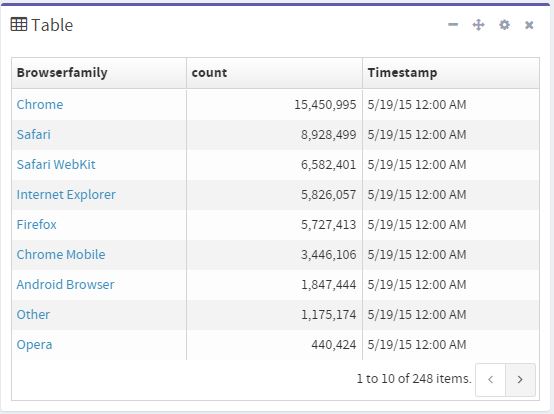 Table
Browserfamily count Timestamp
Chrome 15,450,995 5/19/15 12:00 AM
Safari 8,928,499 5/19/15 12:00 AM
Safari WebKit 6,582,401 5/19/15 12:00 AM
Internet Explorer 5,826,057 5/19/15 12:00 AM
Firefox 5,727,413 5/19/15 12:00 AM
Chrome Mobile 3,446,106 5/19/15 12:00 AM
Android Browser 1,847,444 5/19/15 12:00 AM
Other 1,175,174 5/19/15 12:00 AM
Opera 440,424 5/19/15 12:00 AM
1 to 10 of 248 items.